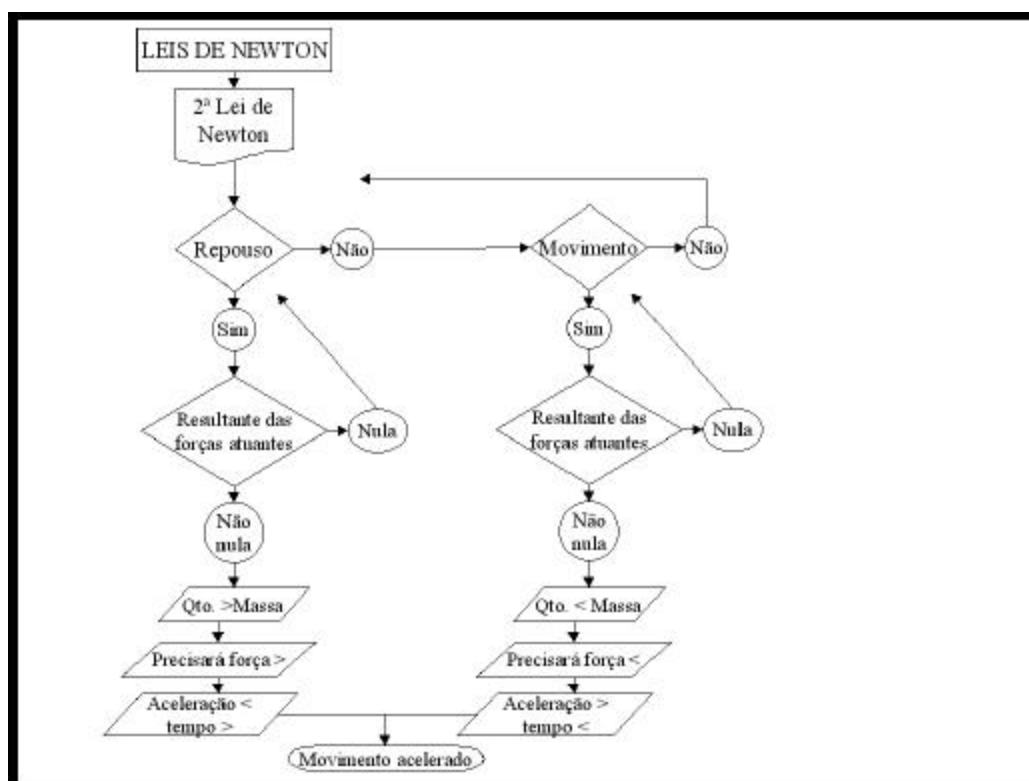 LEIS DE NEWTON
2ª Lei de
Newton
Repouso
Não
Movimento
Não
Sim
Sim
Resultante das
forças atuantes
Nula
Resultante das
forças atuantes
Nula
Não
nula
Não
nula
Qto. >Massa
Qto. < Massa
Precisará força >
Precisará força <
Aceleração <
tempo >
Aceleração >
tempo <
Movimento acelerado